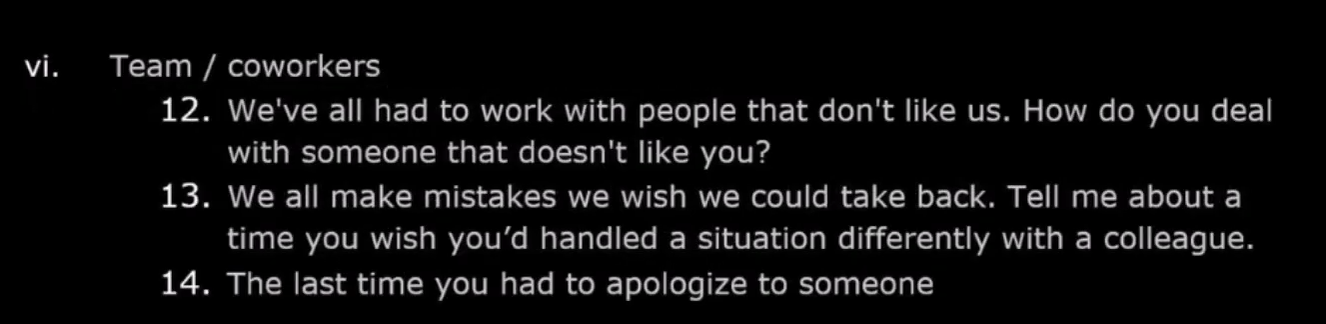 vi. Team / coworkers
12. We've all had to work with people that don't like us. How do you deal
with someone that doesn't like you?
13. We all make mistakes we wish we could take back. Tell me about a
time you wish you’d handled a situation differently with a colleague.
14. The last time you had to apologize to someone